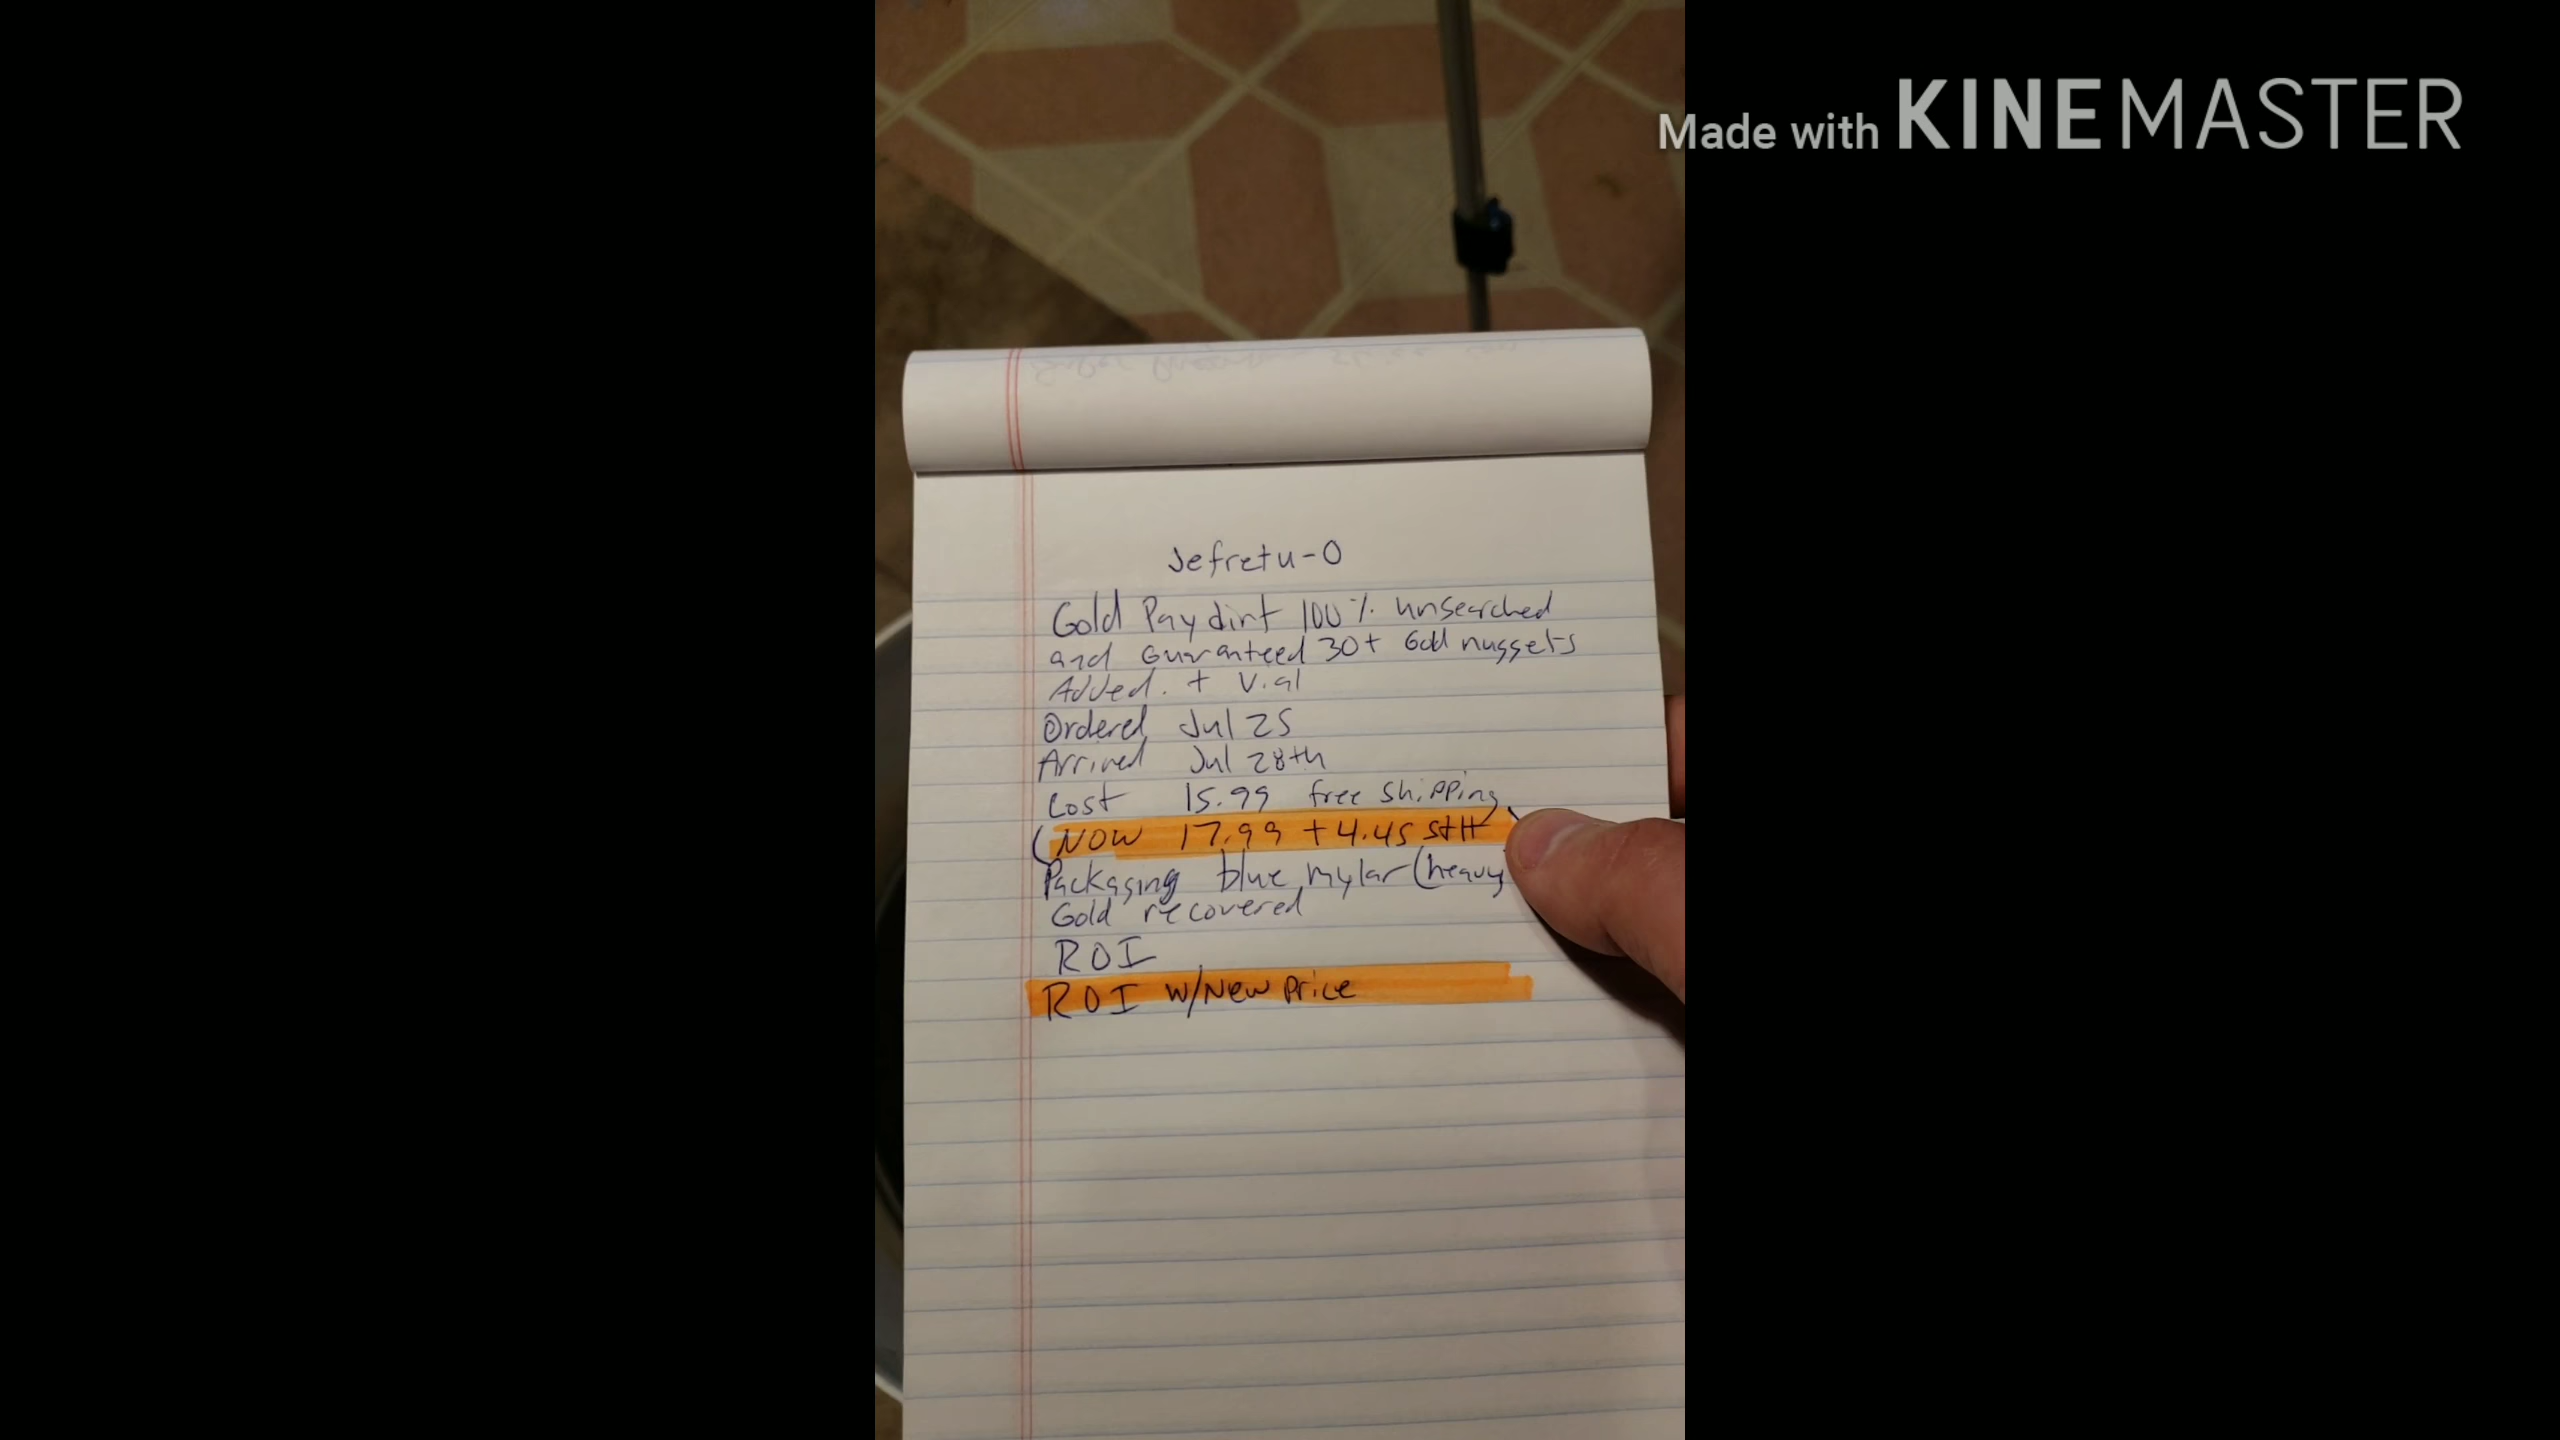 Made with KINEMASTER
Jefretu-O
Gold Paydirt 100% unsearched
and Guaranteed 30+ Gold nuggets
Added. + Vial
Ordered Jul 25
Arrived Jul 28th
Cost 15.99 free shipping
(NOW 17.99 + 4.45 S+H
Packaging blue mylar (heavy
Gold recovered
ROI
ROI w/New price